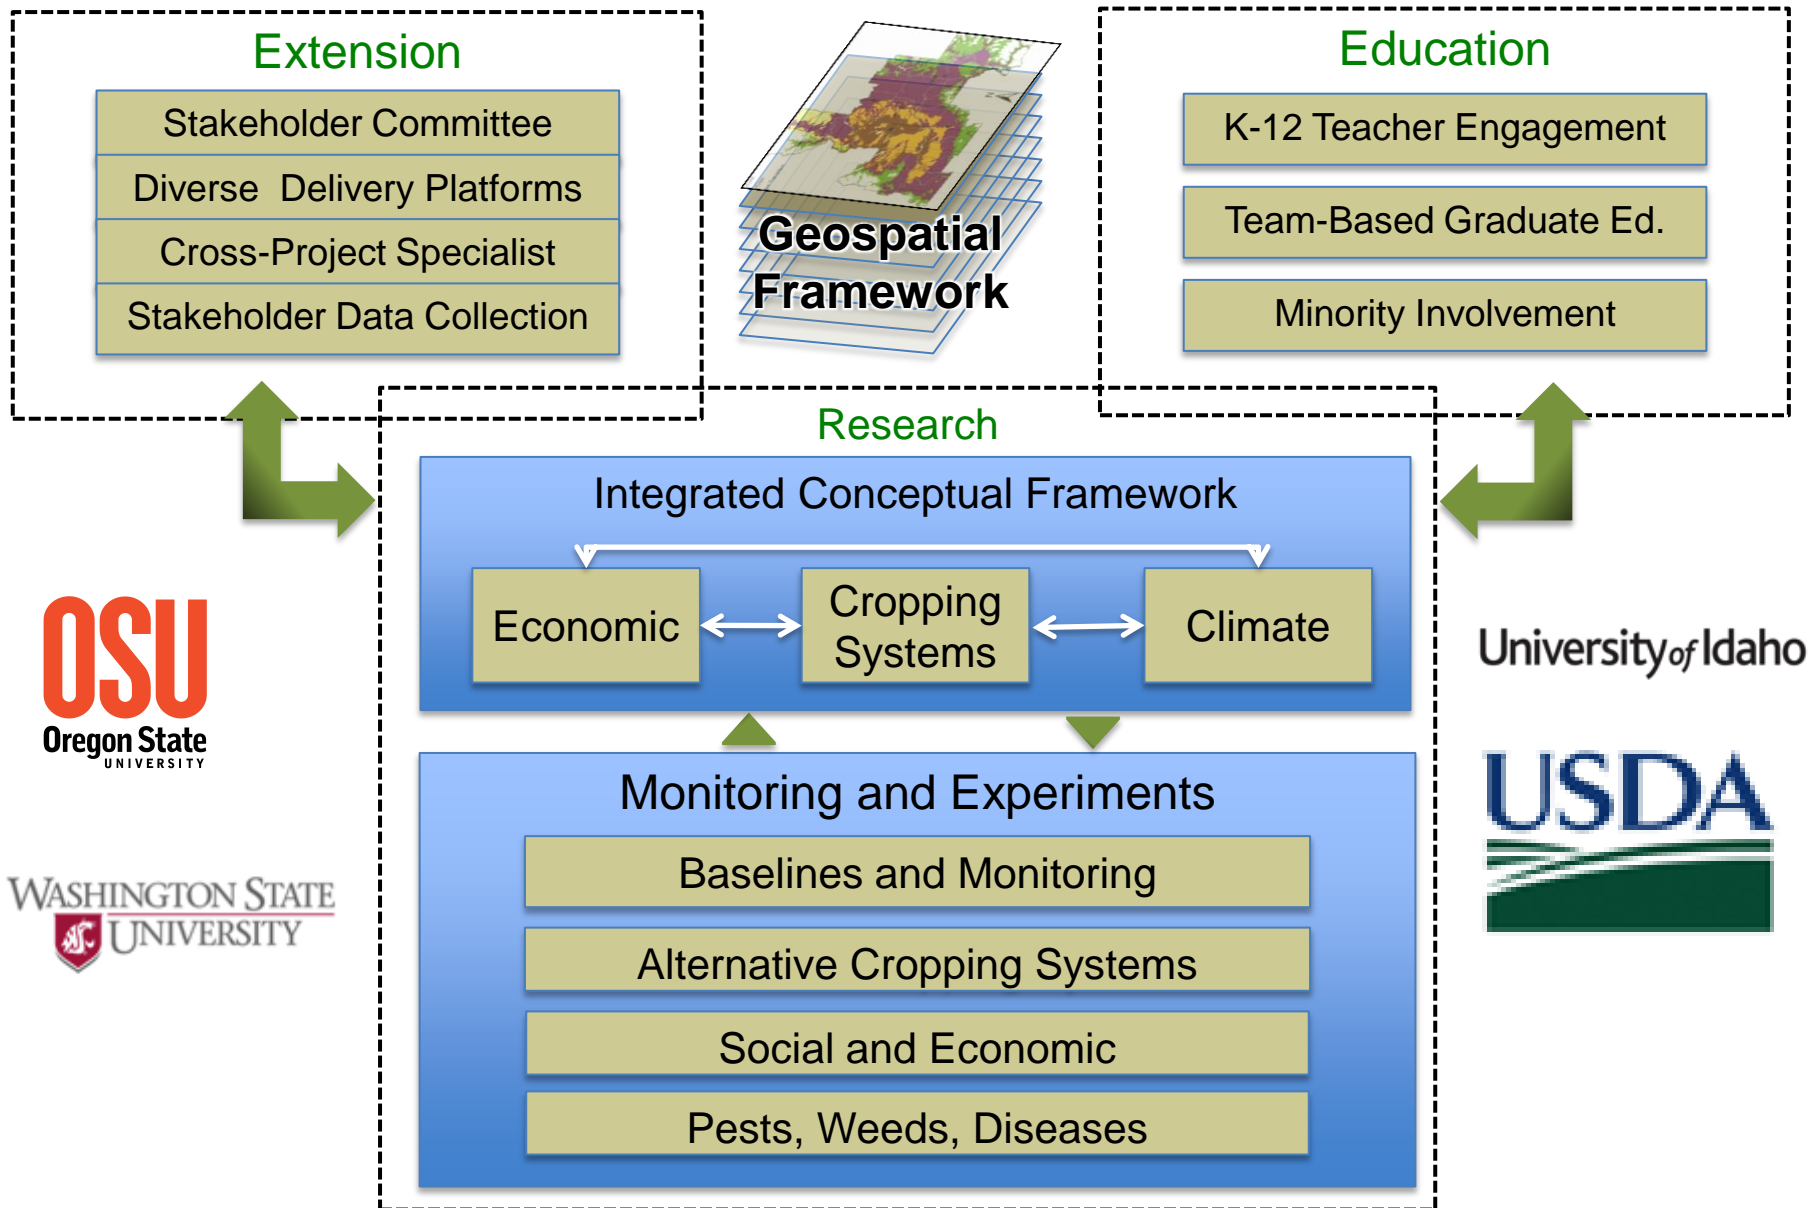 Extension
Stakeholder Committee
Diverse Delivery Platforms
Cross-Project Specialist
Stakeholder Data Collection
Geospatial
Framework
Education
K-12 Teacher Engagement
Team-Based Graduate Ed.
Minority Involvement
Research
Integrated Conceptual Framework
Economic
Cropping
Systems
Climate
Monitoring and Experiments
Baselines and Monitoring
Alternative Cropping Systems
Social and Economic
Pests, Weeds, Diseases
OSU
Oregon State
UNIVERSITY
WASHINGTON STATE
UNIVERSITY
University of Idaho
USDA